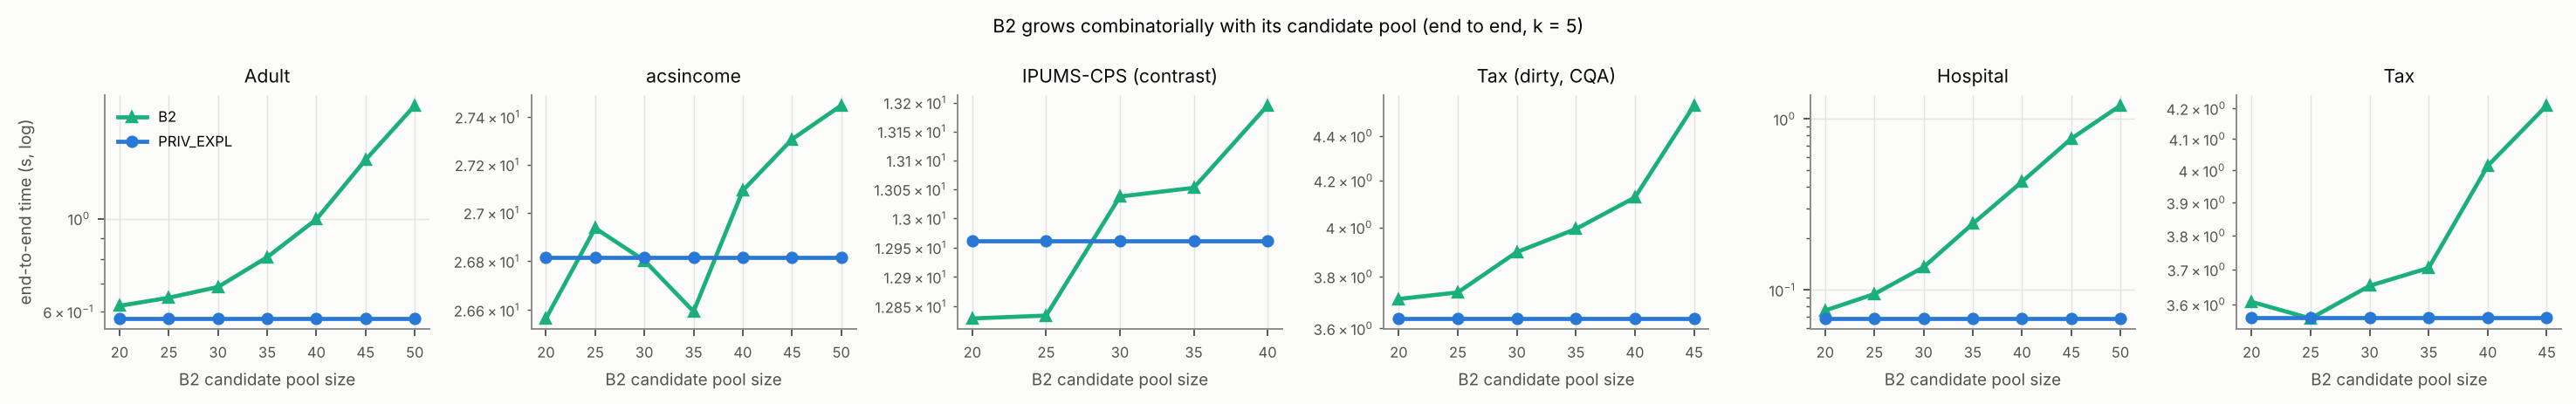 B2 grows combinatorially with its candidate pool (end to end, k = 5)
Adult
end-to-end time (s, log)
10⁰
6 × 10⁻¹
B2
PRIV_EXPL
20 25 30 35 40 45 50
B2 candidate pool size
acsincome
2.74 × 10¹
2.72 × 10¹
2.7 × 10¹
2.68 × 10¹
2.66 × 10¹
20 25 30 35 40 45 50
B2 candidate pool size
IPUMS-CPS (contrast)
1.32 × 10¹
1.315 × 10¹
1.31 × 10¹
1.305 × 10¹
1.3 × 10¹
1.295 × 10¹
1.29 × 10¹
1.285 × 10¹
20 25 30 35 40
B2 candidate pool size
Tax (dirty, CQA)
4.4 × 10⁰
4.2 × 10⁰
4 × 10⁰
3.8 × 10⁰
3.6 × 10⁰
20 25 30 35 40 45
B2 candidate pool size
Hospital
10⁰
10⁻¹
20 25 30 35 40 45 50
B2 candidate pool size
Tax
4.2 × 10⁰
4.1 × 10⁰
4 × 10⁰
3.9 × 10⁰
3.8 × 10⁰
3.7 × 10⁰
3.6 × 10⁰
20 25 30 35 40 45
B2 candidate pool size